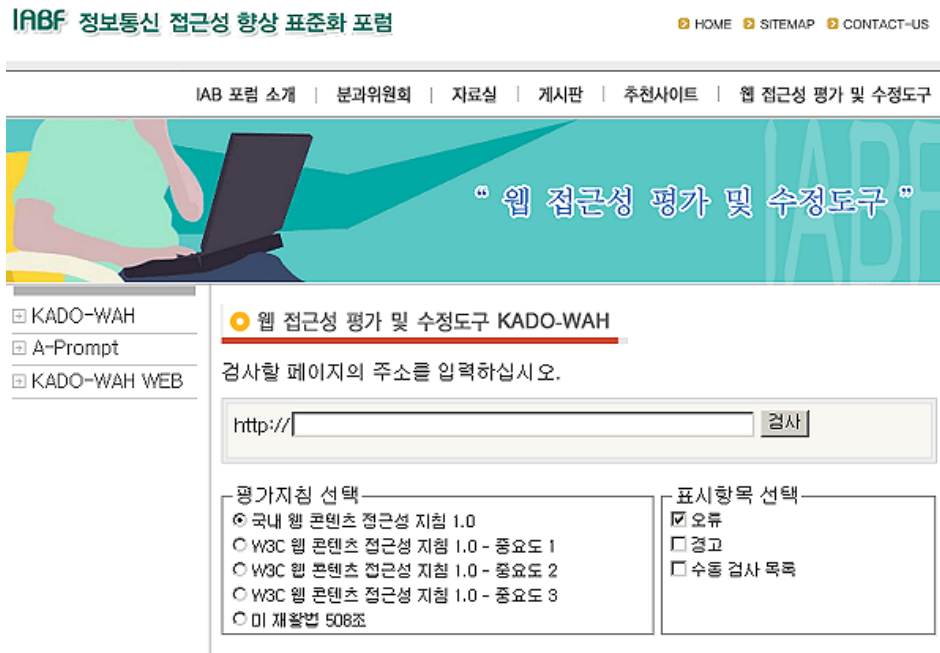 IABF 정보통신 접근성 향상 표준화 포럼
HOME SITEMAP CONTACT-US
IAB 포럼 소개 | 분과위원회 | 자료실 | 게시판 | 추천사이트 | 웹 접근성 평가 및 수정도구
IABF
“ 웹 접근성 평가 및 수정도구 ”
KADO-WAH
A-Prompt
KADO-WAH WEB
웹 접근성 평가 및 수정도구 KADO-WAH
검사할 페이지의 주소를 입력하십시오.
http:// 검사
평가지침 선택
국내 웹 콘텐츠 접근성 지침 1.0
W3C 웹 콘텐츠 접근성 지침 1.0 - 중요도 1
W3C 웹 콘텐츠 접근성 지침 1.0 - 중요도 2
W3C 웹 콘텐츠 접근성 지침 1.0 - 중요도 3
미 재활법 508조
표시항목 선택
오류
경고
수동 검사 목록